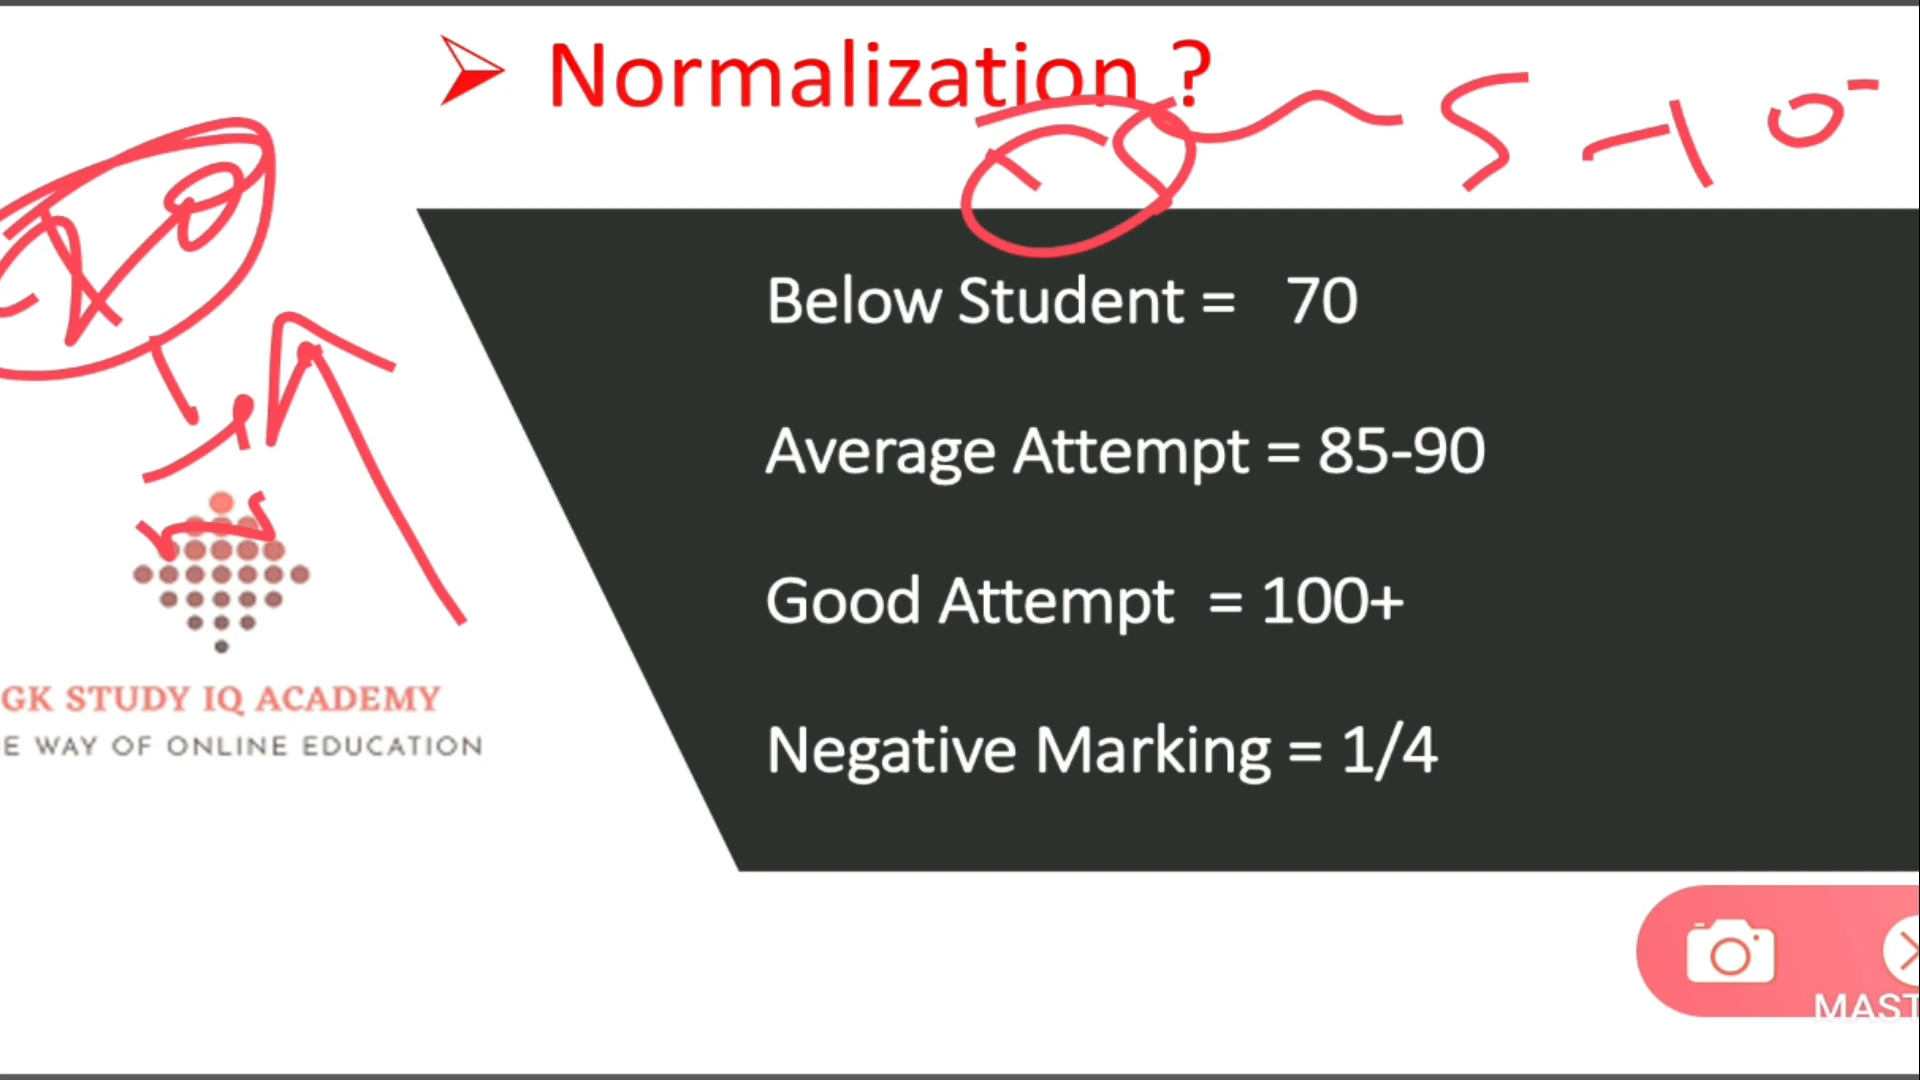 Normalization ?
5-10
Below Student = 70
Average Attempt = 85-90
Good Attempt = 100+
Negative Marking = 1/4
GK STUDY IQ ACADEMY
E WAY OF ONLINE EDUCATION
MAST